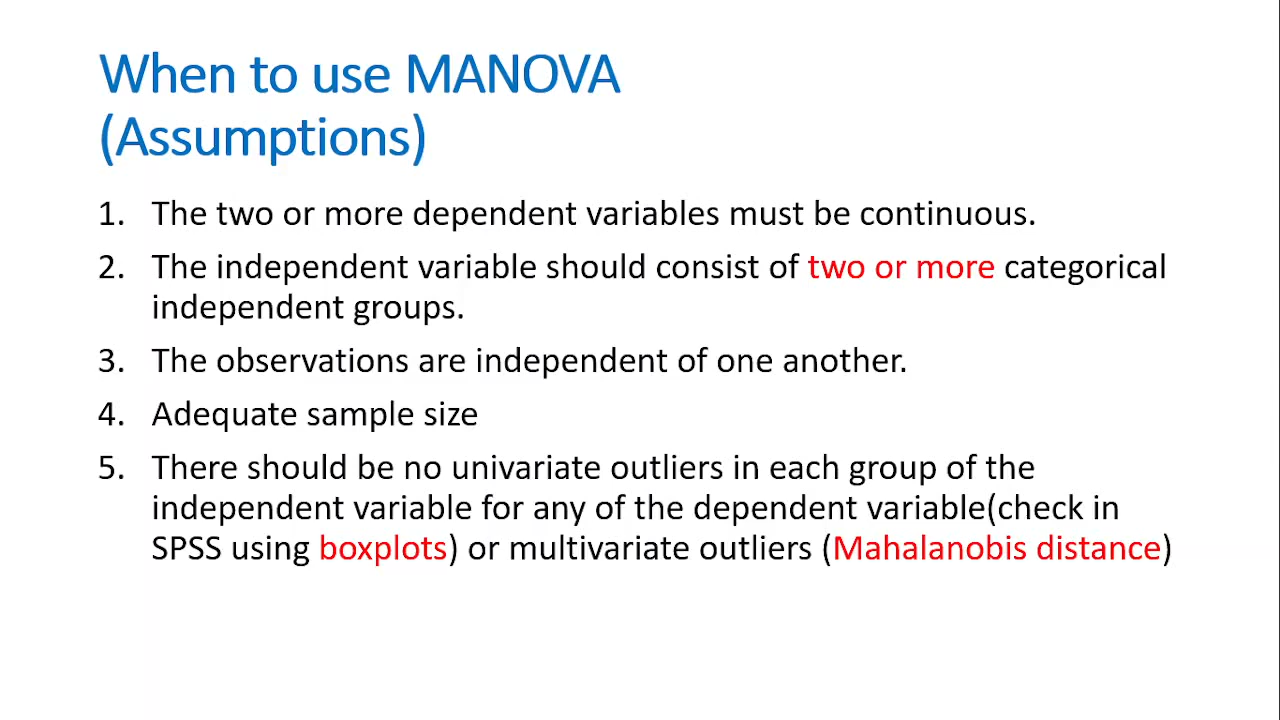 When to use MANOVA
(Assumptions)
1. The two or more dependent variables must be continuous.
2. The independent variable should consist of two or more categorical
independent groups.
3. The observations are independent of one another.
4. Adequate sample size
5. There should be no univariate outliers in each group of the
independent variable for any of the dependent variable(check in
SPSS using boxplots) or multivariate outliers (Mahalanobis distance)